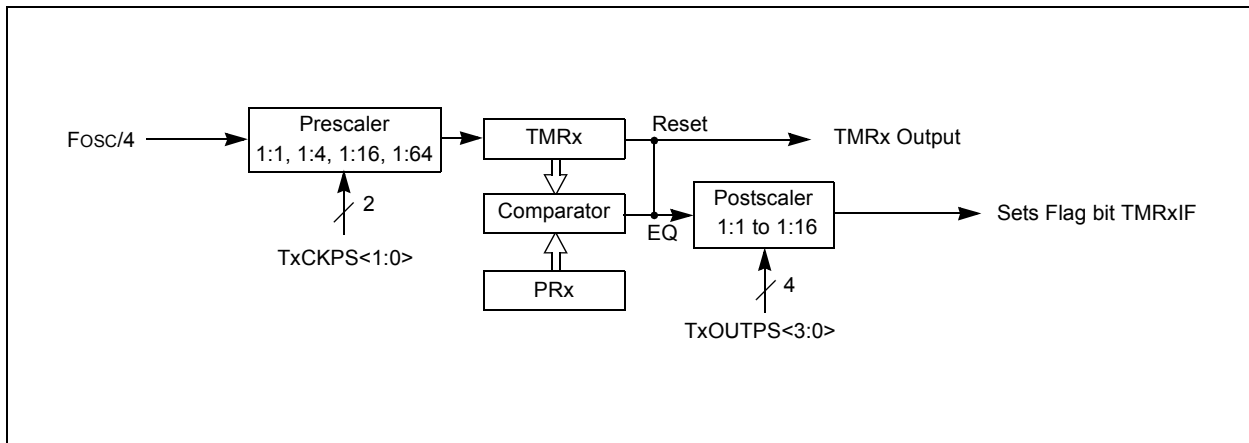 FOSC/4
Prescaler
1:1, 1:4, 1:16, 1:64
2
TxCKPS<1:0>
TMRx
Reset
TMRx Output
Comparator
EQ
PRx
Postscaler
1:1 to 1:16
4
TxOUTPS<3:0>
Sets Flag bit TMRxIF